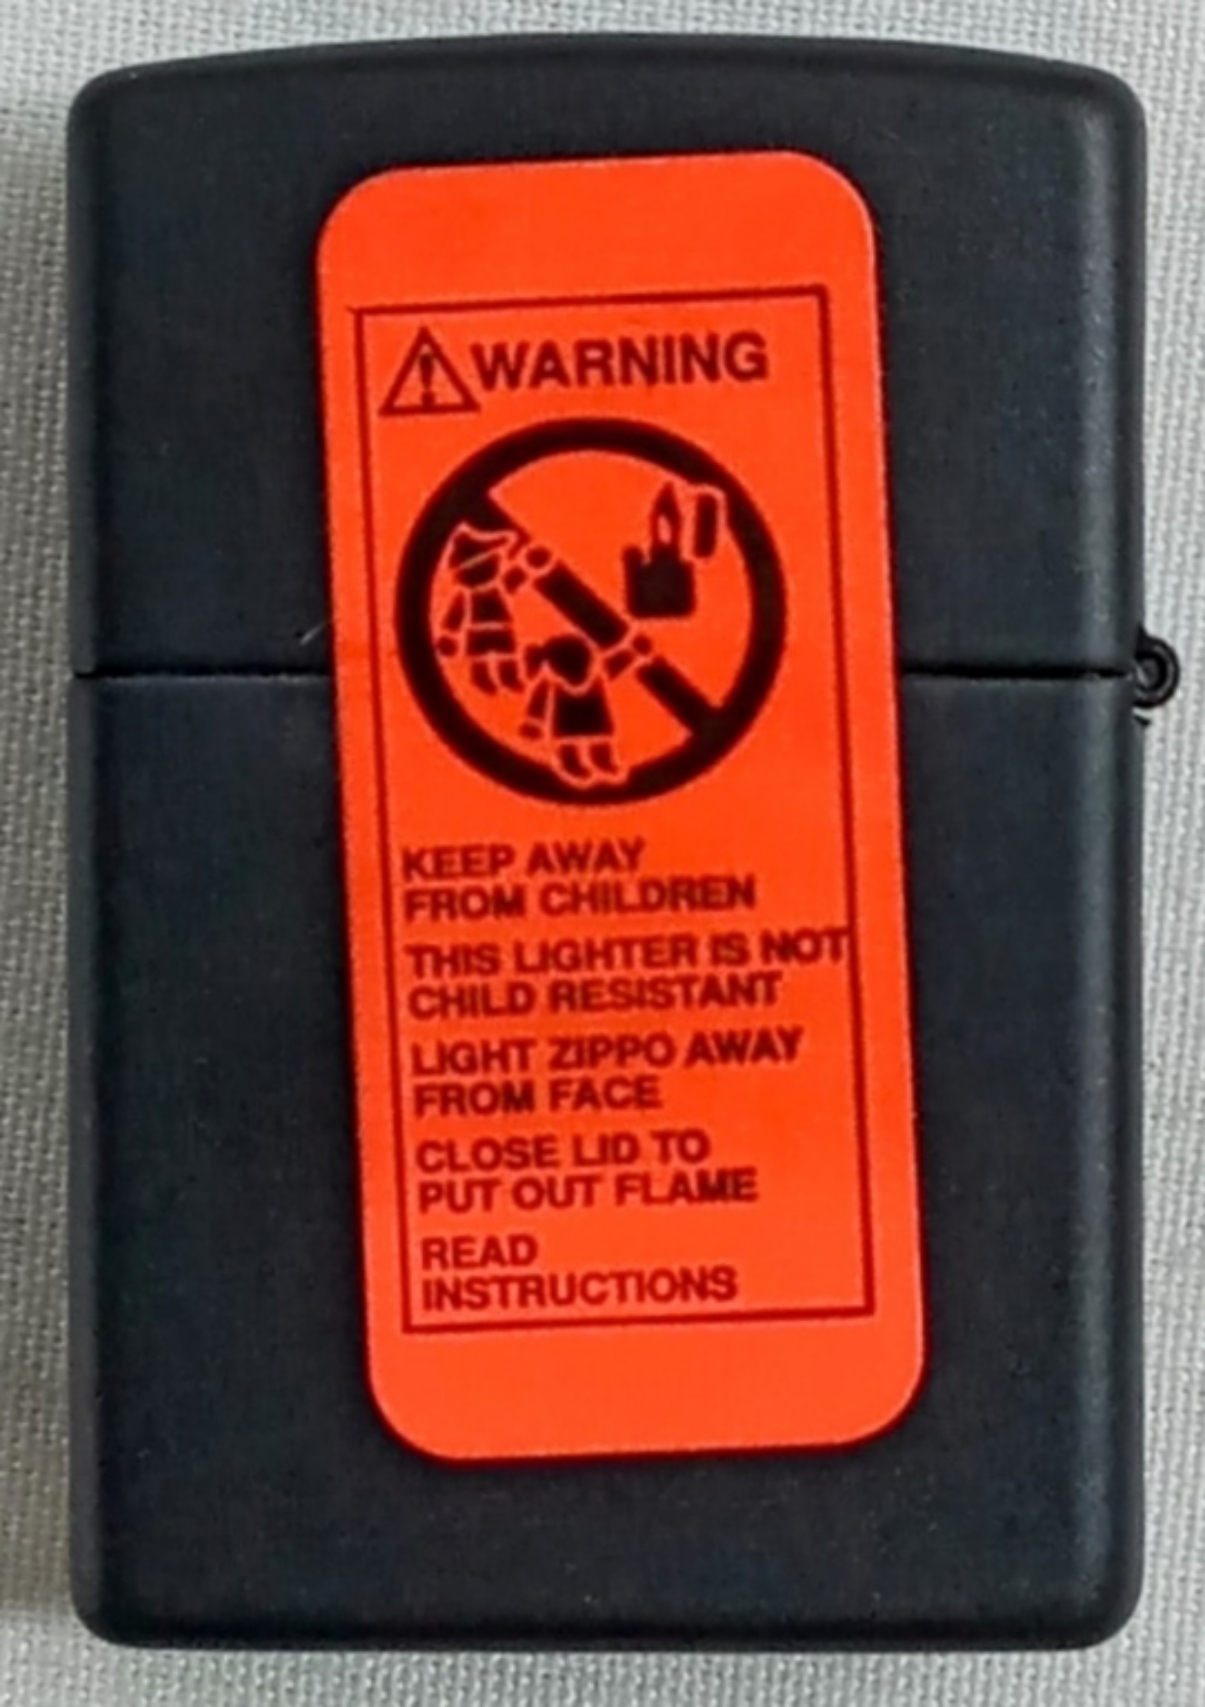 WARNING
KEEP AWAY
FROM CHILDREN
THIS LIGHTER IS NOT
CHILD RESISTANT
LIGHT ZIPPO AWAY
FROM FACE
CLOSE LID TO
PUT OUT FLAME
READ
INSTRUCTIONS